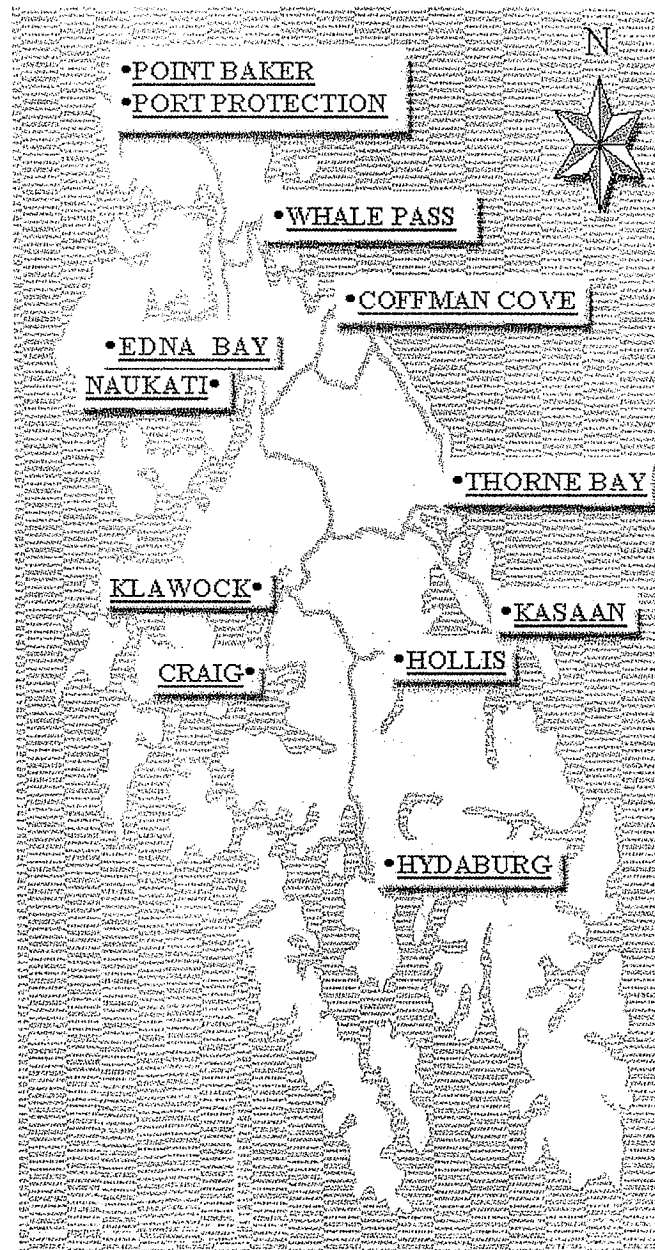 N
•POINT BAKER
•PORT PROTECTION
•WHALE PASS
•COFFMAN COVE
•EDNA BAY
NAUKATI•
•THORNE BAY
KLAWOCK•
•KASAAN
•HOLLIS
CRAIG•
•HYDABURG